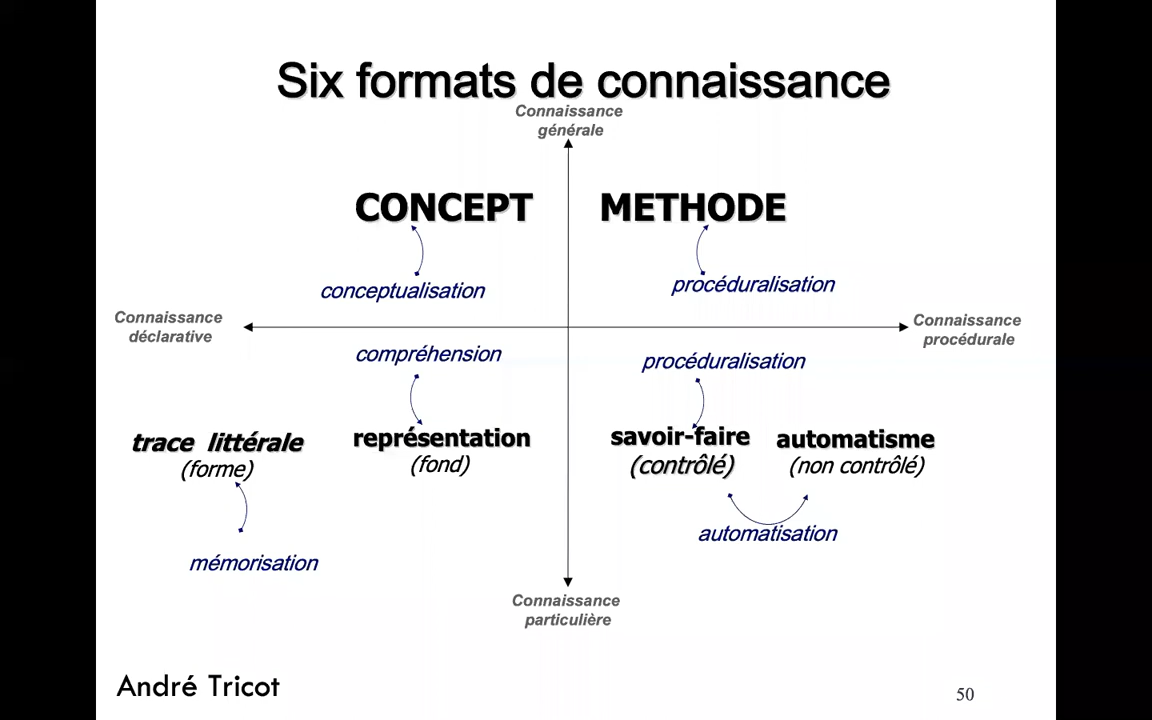 Six formats de connaissance
Connaissance
générale
CONCEPT
METHODE
conceptualisation
procéduralisation
Connaissance
déclarative
Connaissance
procédurale
compréhension
procéduralisation
trace littérale
(forme)
représentation
(fond)
savoir-faire
(contrôlé)
automatisme
(non contrôlé)
automatisation
mémorisation
Connaissance
particulière
André Tricot
50